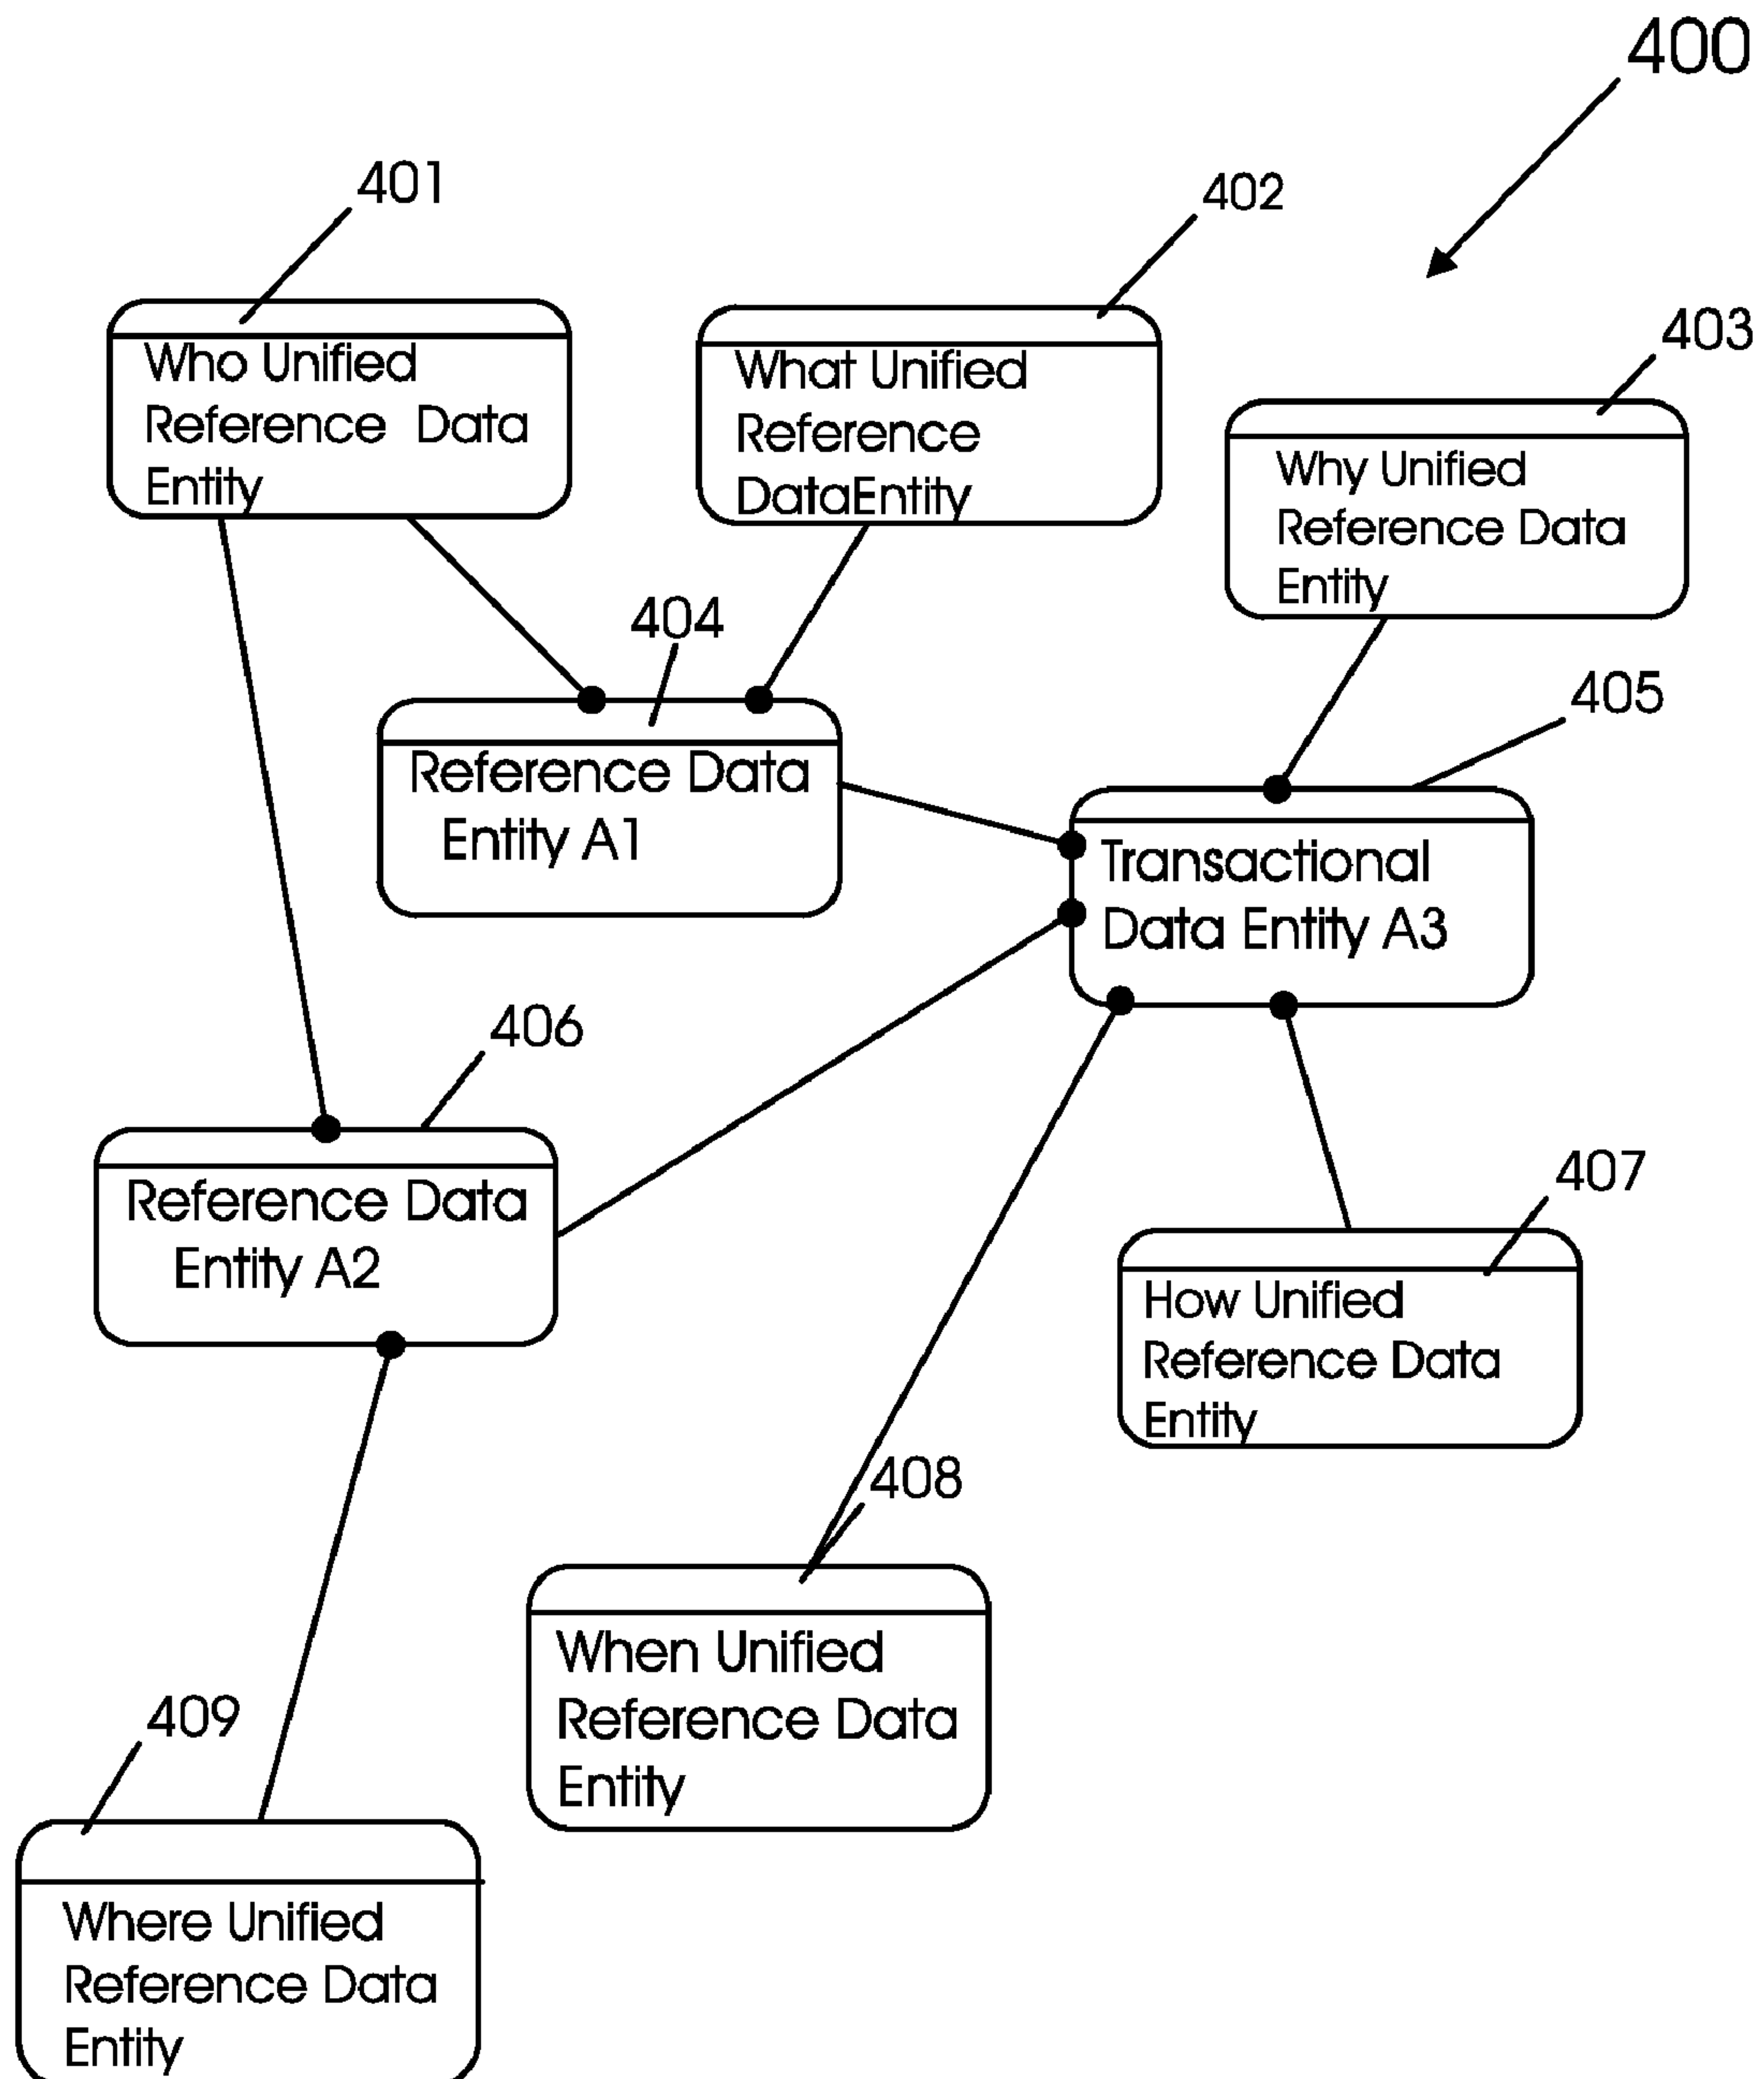 400
401
402
403
Who Unified
Reference Data
Entity
What Unified
Reference
DataEntity
Why Unified
Reference Data
Entity
404
405
Reference Data
Entity A1
Transactional
Data Entity A3
406
407
Reference Data
Entity A2
How Unified
Reference Data
Entity
408
When Unified
Reference Data
Entity
409
Where Unified
Reference Data
Entity